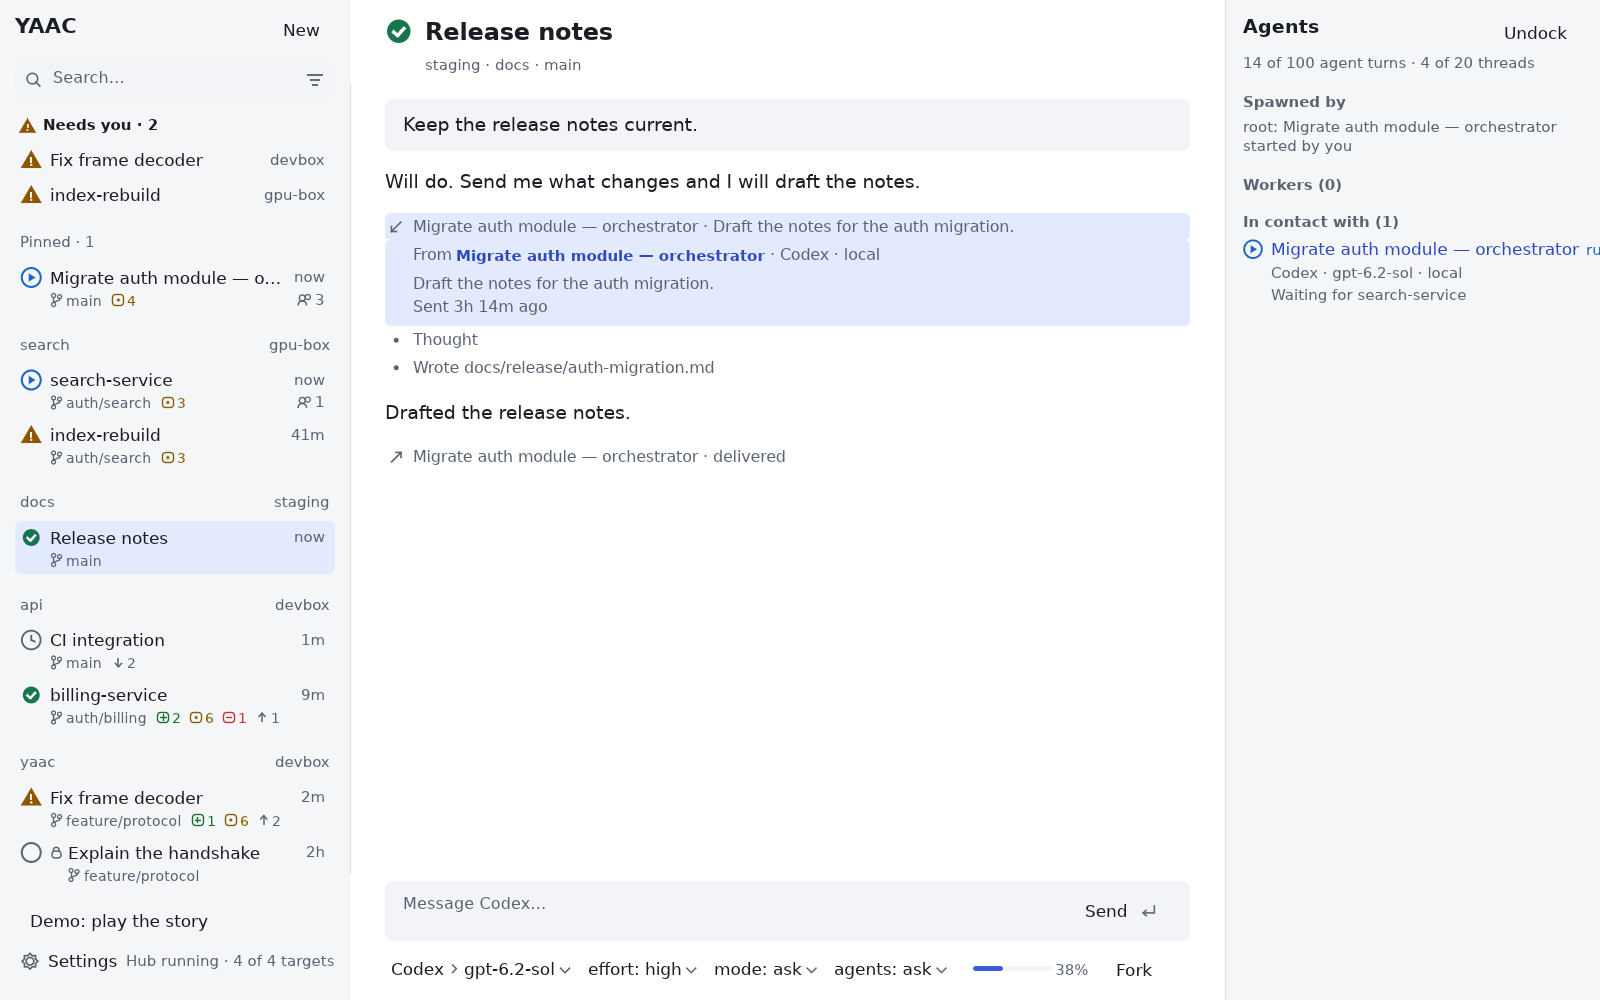 YAAC
New
Search...
Needs you · 2
Fix frame decoder devbox
index-rebuild gpu-box
Pinned · 1
Migrate auth module — o... now
main 4 3
search gpu-box
search-service now
auth/search 3 1
index-rebuild 41m
auth/search 3
docs staging
Release notes now
main
api devbox
CI integration 1m
main 2
billing-service 9m
auth/billing 2 6 1 1
yaac devbox
Fix frame decoder 2m
feature/protocol 1 6 2
Explain the handshake 2h
feature/protocol
Demo: play the story
Settings Hub running · 4 of 4 targets
Release notes
staging · docs · main
Keep the release notes current.
Will do. Send me what changes and I will draft the notes.
Migrate auth module — orchestrator · Draft the notes for the auth migration.
From Migrate auth module — orchestrator · Codex · local
Draft the notes for the auth migration.
Sent 3h 14m ago
• Thought
• Wrote docs/release/auth-migration.md
Drafted the release notes.
Migrate auth module — orchestrator · delivered
Message Codex...
Send
Codex gpt-6.2-sol effort: high mode: ask agents: ask 38% Fork
Agents
Undock
14 of 100 agent turns · 4 of 20 threads
Spawned by
root: Migrate auth module — orchestrator
started by you
Workers (0)
In contact with (1)
Migrate auth module — orchestrator ru
Codex · gpt-6.2-sol · local
Waiting for search-service